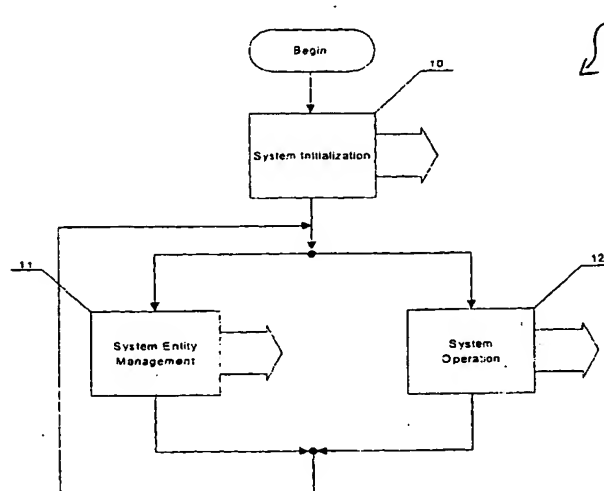 Begin
10
System Initialization
11
12
System Entity
Management
System
Operation